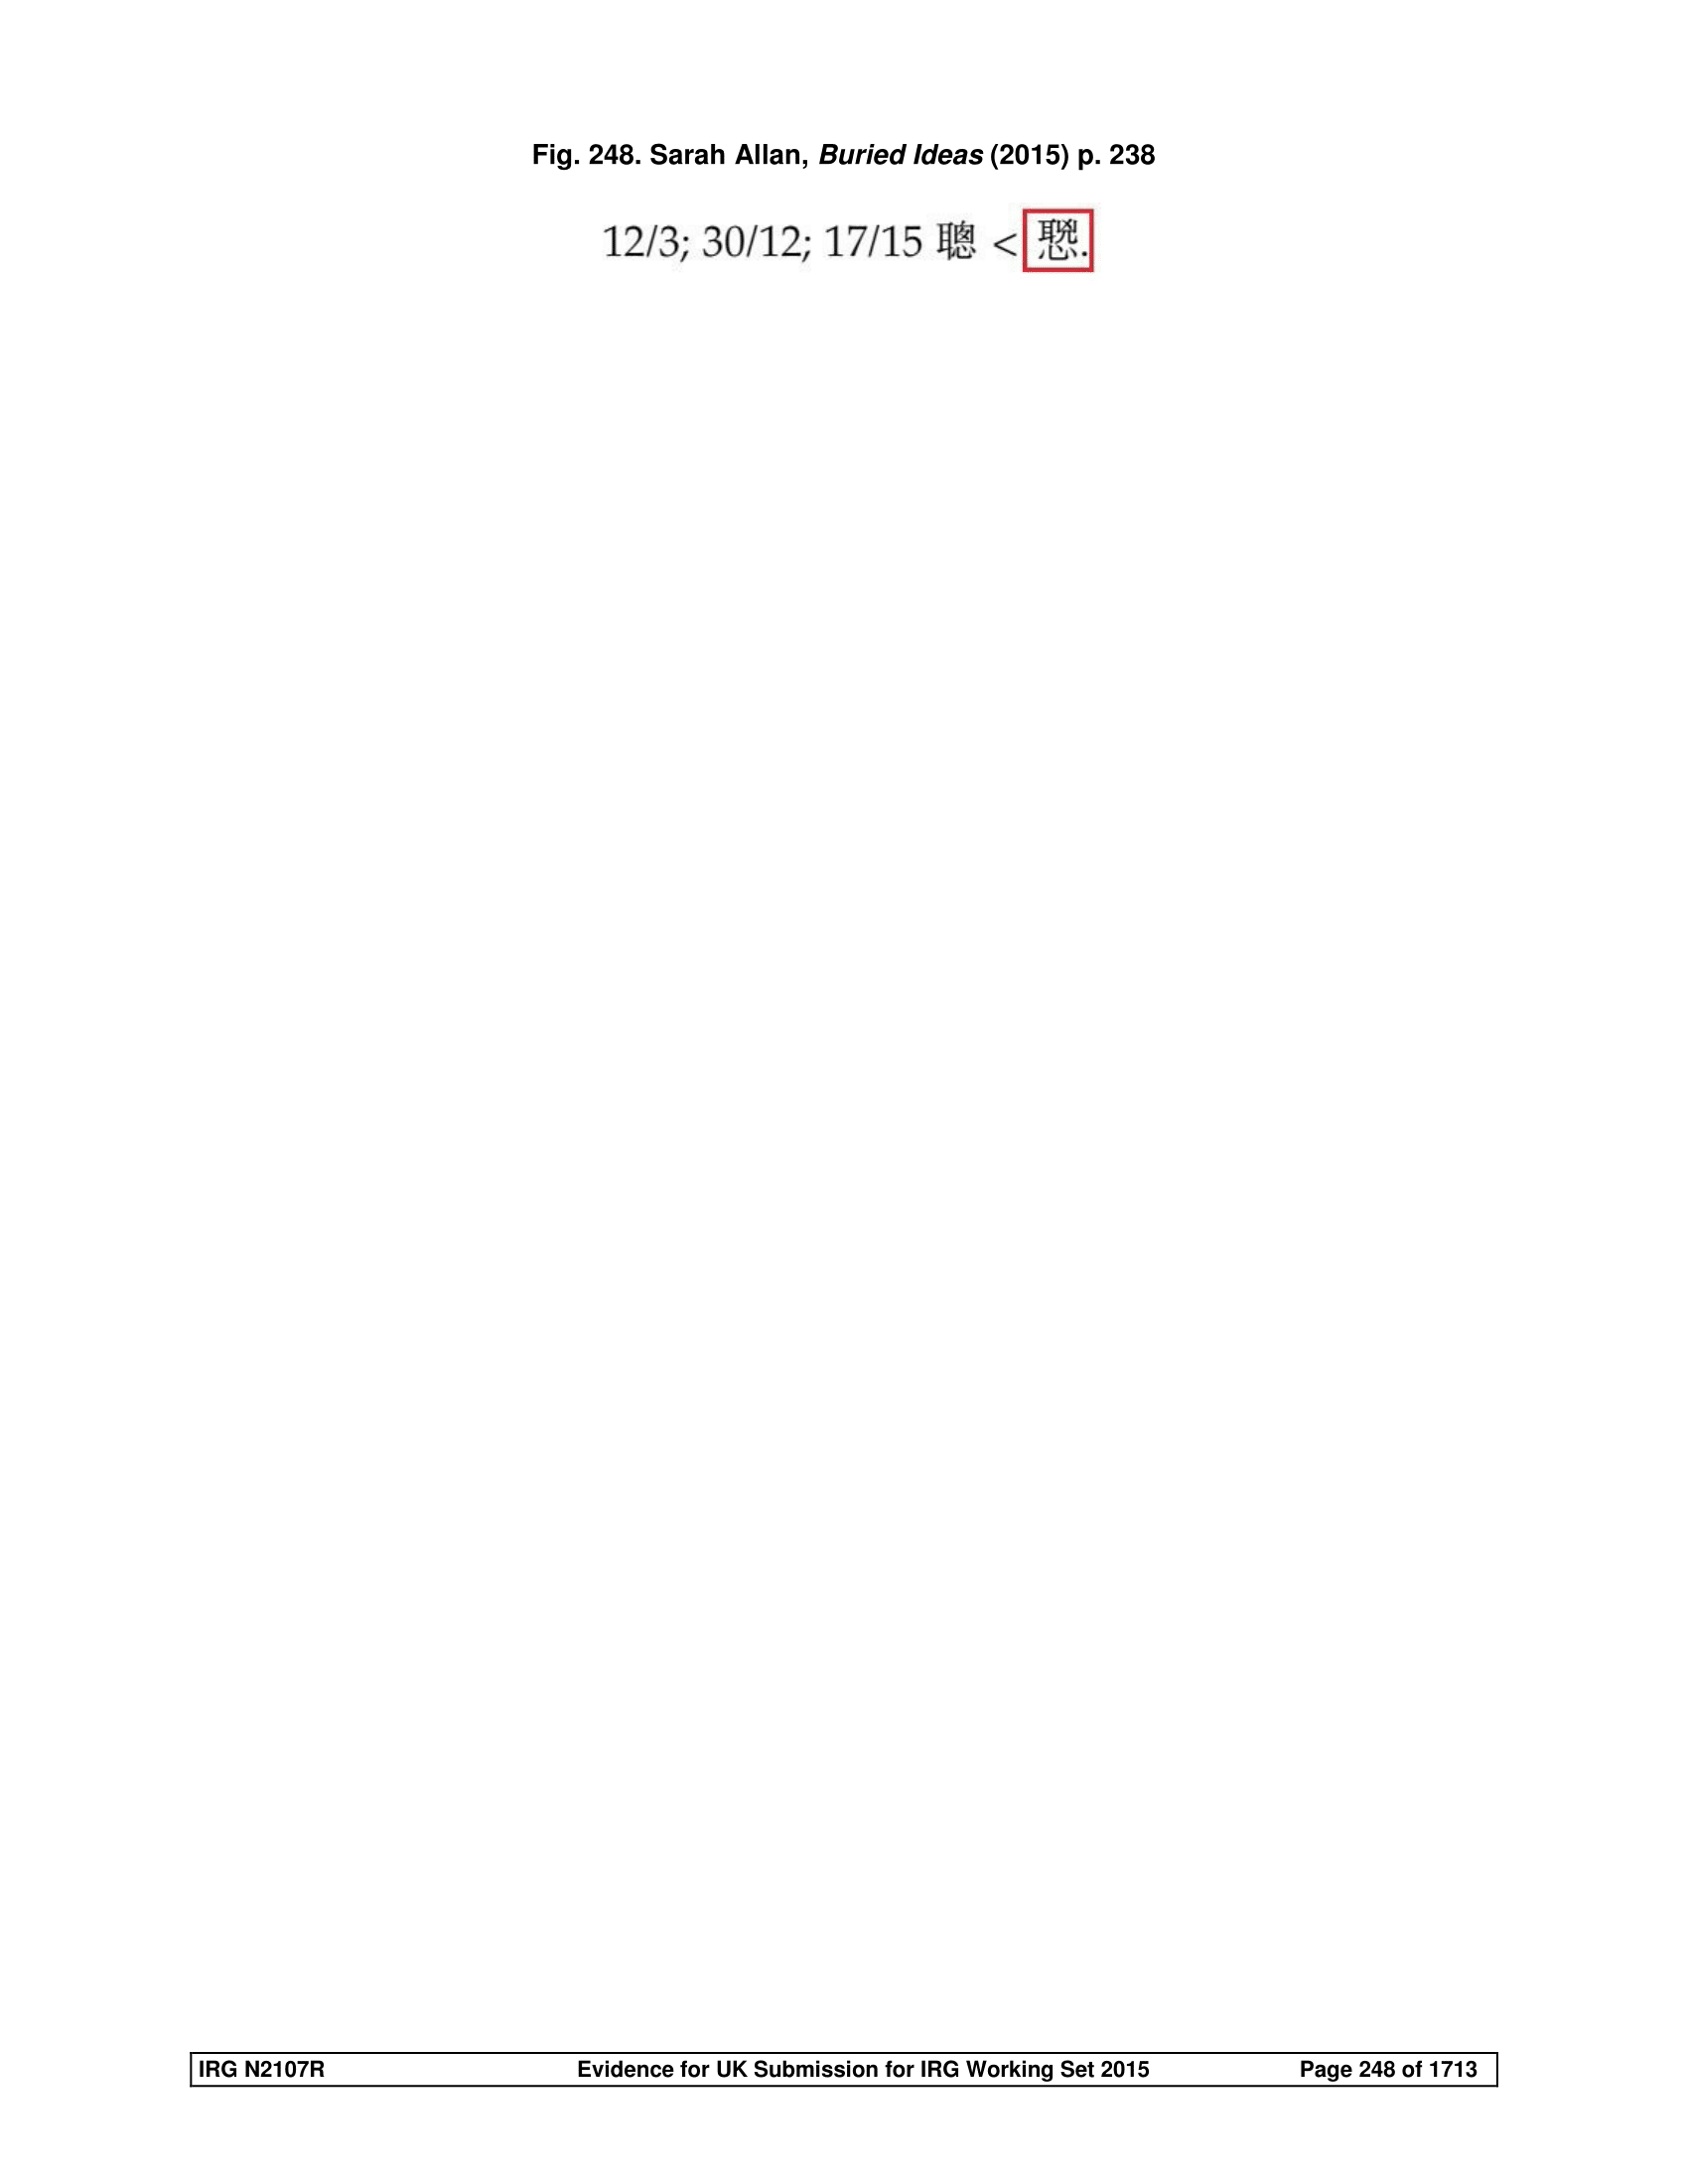 Fig. 248. Sarah Allan, Buried Ideas (2015) p. 238
12/3; 30/12; 17/15 聰 < .
IRG N2107R Evidence for UK Submission for IRG Working Set 2015 Page 248 of 1713